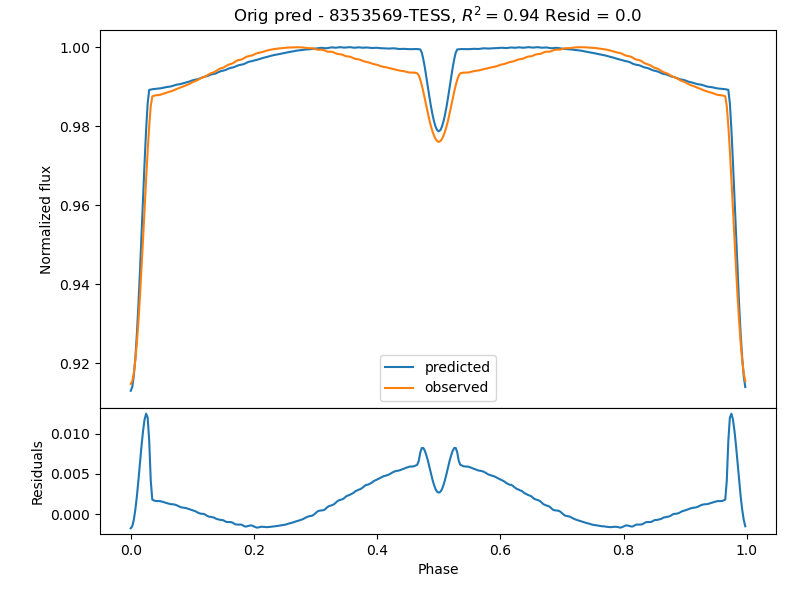 Orig pred - 8353569-TESS, $R^2 = 0.94$ Resid = 0.0
Normalized flux
1.00
0.98
0.96
0.94
0.92
predicted
observed
Residuals
0.010
0.005
0.000
0.0
0.2
0.4
0.6
0.8
1.0
Phase